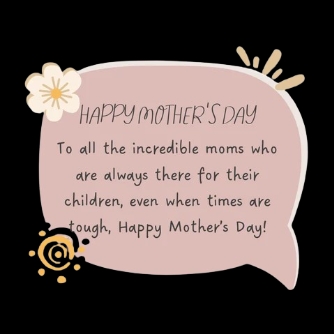 HAPPY MOTHER'S DAY
To all the incredible moms who
are always there for their
children, even when times are
tough, Happy Mother's Day!